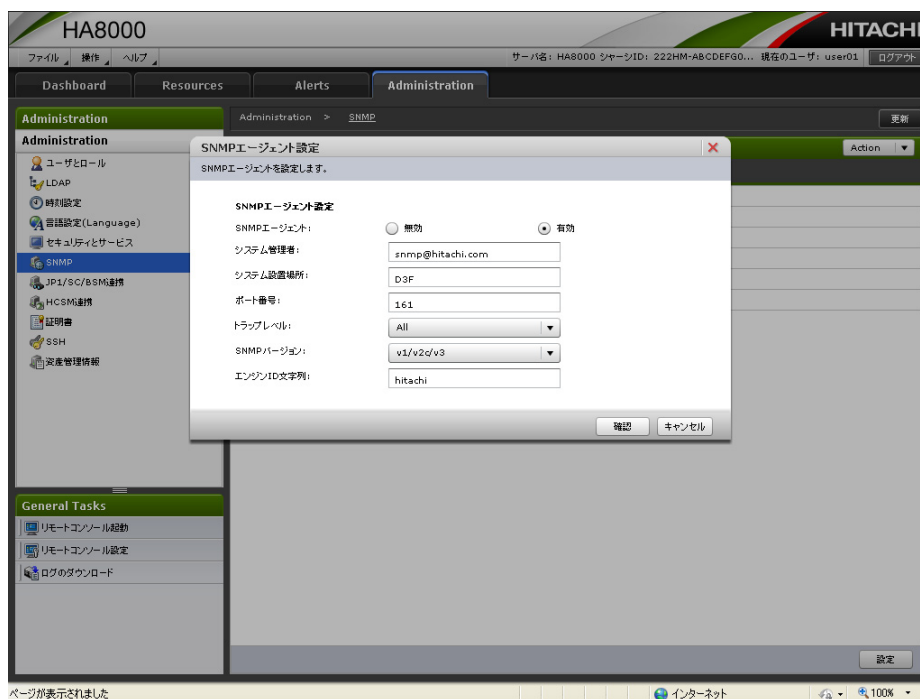 HA8000
HITACHI
ファイル 操作 ヘルプ
サーバ名: HA8000 シャーシID: 222HM-ABCDEFG0... 現在のユーザ: user01 ログアウト
Dashboard Resources Alerts Administration
Administration
Administration > SNMP
更新
Administration
Action
ユーザとロール
LDAP
時刻設定
言語設定(Language)
セキュリティとサービス
SNMP
JP1/SC/BSM連携
HCSM連携
証明書
SSH
資産管理情報
SNMPエージェント設定
SNMPエージェントを設定します。
SNMPエージェント設定
SNMPエージェント: 無効 有効
システム管理者: snmp@hitachi.com
システム設置場所: D3F
ポート番号: 161
トラップレベル: All
SNMPバージョン: v1/v2c/v3
エンジンID文字列: hitachi
確認 キャンセル
General Tasks
リモートコンソール起動
リモートコンソール設定
ログのダウンロード
設定
ページが表示されました
インターネット
100%